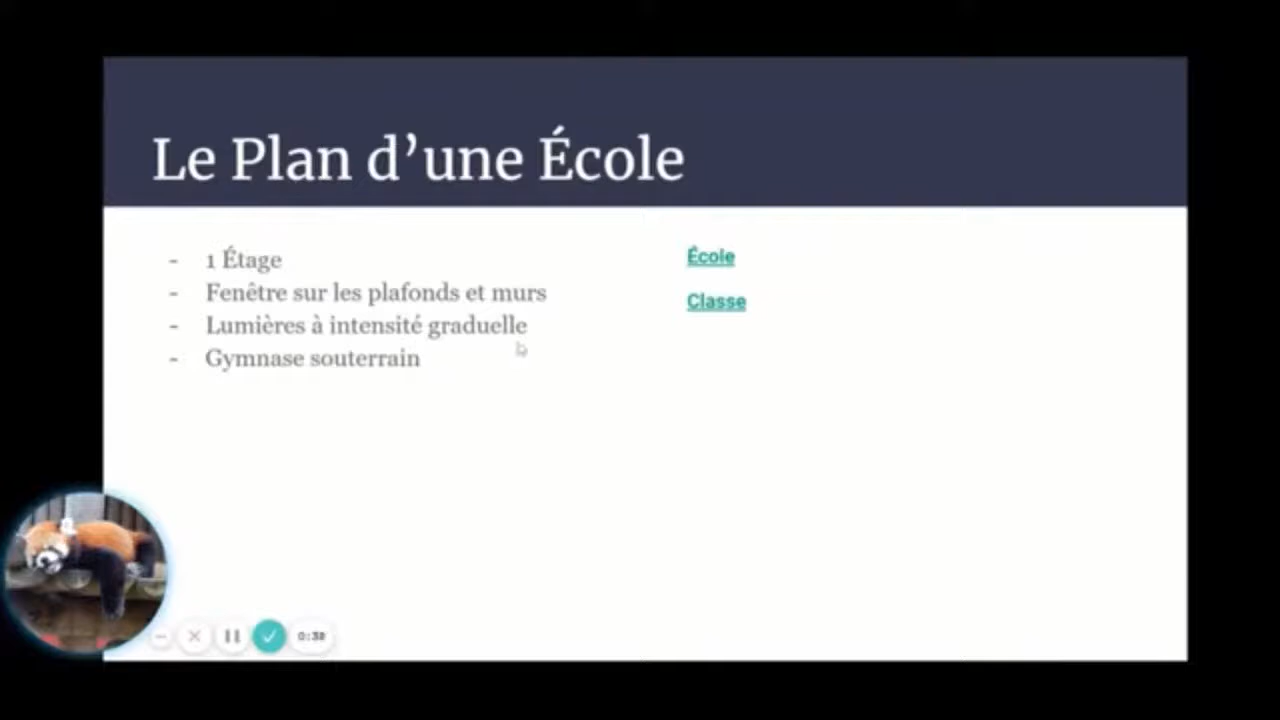 Le Plan d’une École
- 1 Étage
- Fenêtre sur les plafonds et murs
- Lumières à intensité graduelle
- Gymnase souterrain
École
Classe
0:38